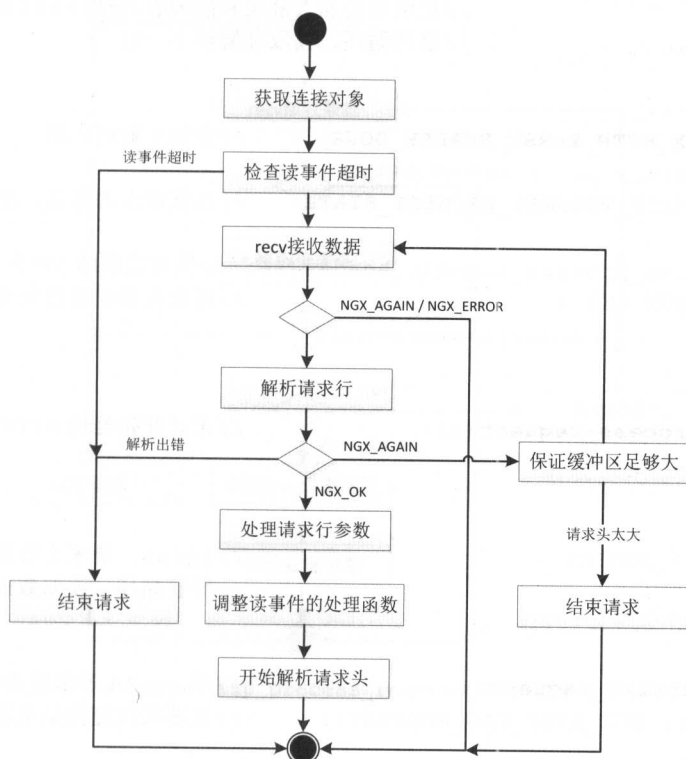 获取连接对象
读事件超时
检查读事件超时
recv接收数据
NGX_AGAIN / NGX_ERROR
解析请求行
解析出错
NGX_AGAIN
保证缓冲区足够大
NGX_OK
处理请求行参数
请求头太大
结束请求
调整读事件的处理函数
结束请求
开始解析请求头